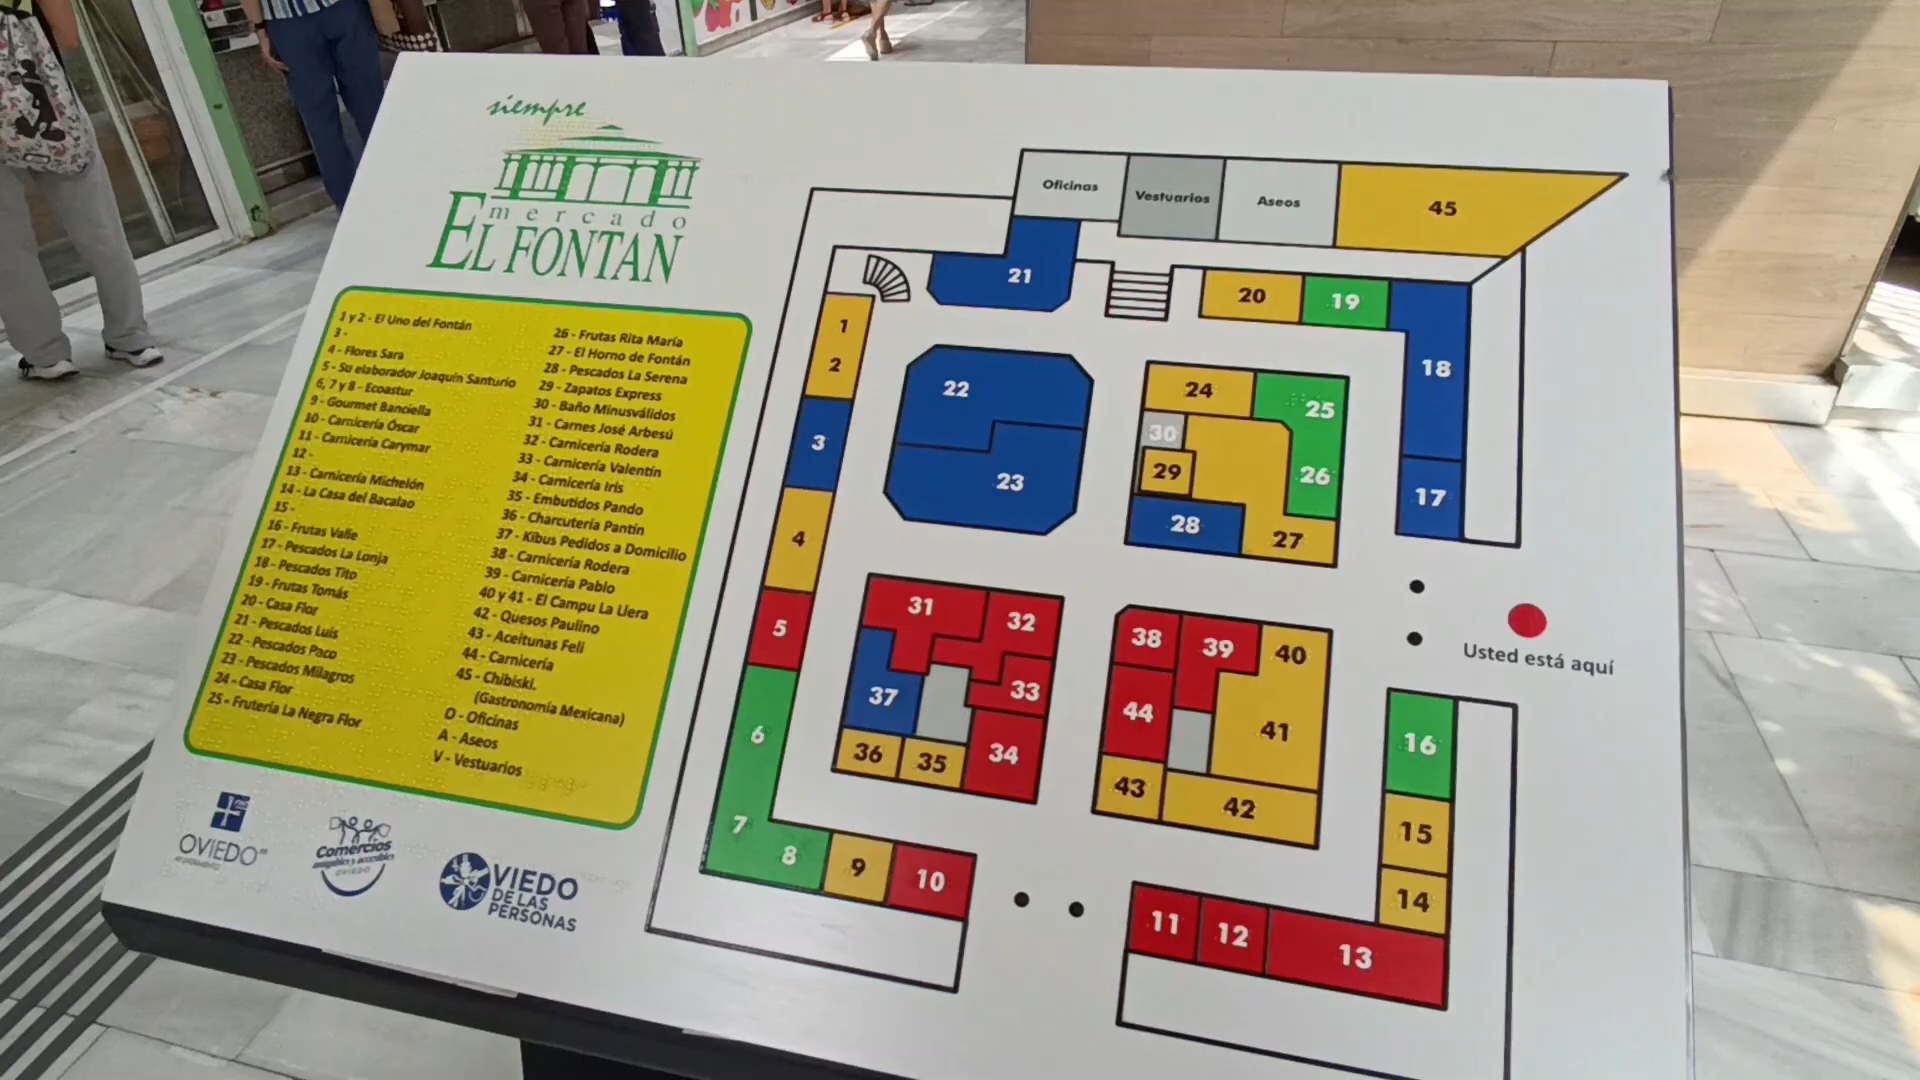 siempre
mercado
EL FONTAN
1 y 2 - El Uno del Fontán
3 -
4 - Flores Sara
5 - Su elaborador Joaquín Santurio
6, 7 y 8 - Ecoastur
9 - Gourmet Banciella
10 - Carnicería Óscar
11 - Carnicería Carymar
12 -
13 - Carnicería Michelón
14 - La Casa del Bacalao
15 -
16 - Frutas Valle
17 - Pescados La Lonja
18 - Pescados Tito
19 - Frutas Tomás
20 - Casa Flor
21 - Pescados Luis
22 - Pescados Paco
23 - Pescados Milagros
24 - Casa Flor
25 - Frutería La Negra Flor
26 - Frutas Rita María
27 - El Horno de Fontán
28 - Pescados La Serena
29 - Zapatos Express
30 - Baño Minusválidos
31 - Carnes José Arbesú
32 - Carnicería Rodera
33 - Carnicería Valentín
34 - Carnicería Iris
35 - Embutidos Pando
36 - Charcutería Pantín
37 - Kibus Pedidos a Domicilio
38 - Carnicería Rodera
39 - Carnicería Pablo
40 y 41 - El Campu La Llera
42 - Quesos Paulino
43 - Aceitunas Feli
44 - Carnicería
45 - Chibiski.
(Gastronomía Mexicana)
O - Oficinas
A - Aseos
V - Vestuarios
OVIEDO
Comercios
amigables y accesibles
OVIEDO
OVIEDO
DE LAS
PERSONAS
Oficinas
Vestuarios
Aseos
45
21
20
19
18
17
1
2
3
4
5
6
7
8
9
10
22
23
24
25
30
29
26
28
27
31
32
33
37
34
36
35
38
39
40
44
41
43
42
Usted está aquí
16
15
14
11
12
13